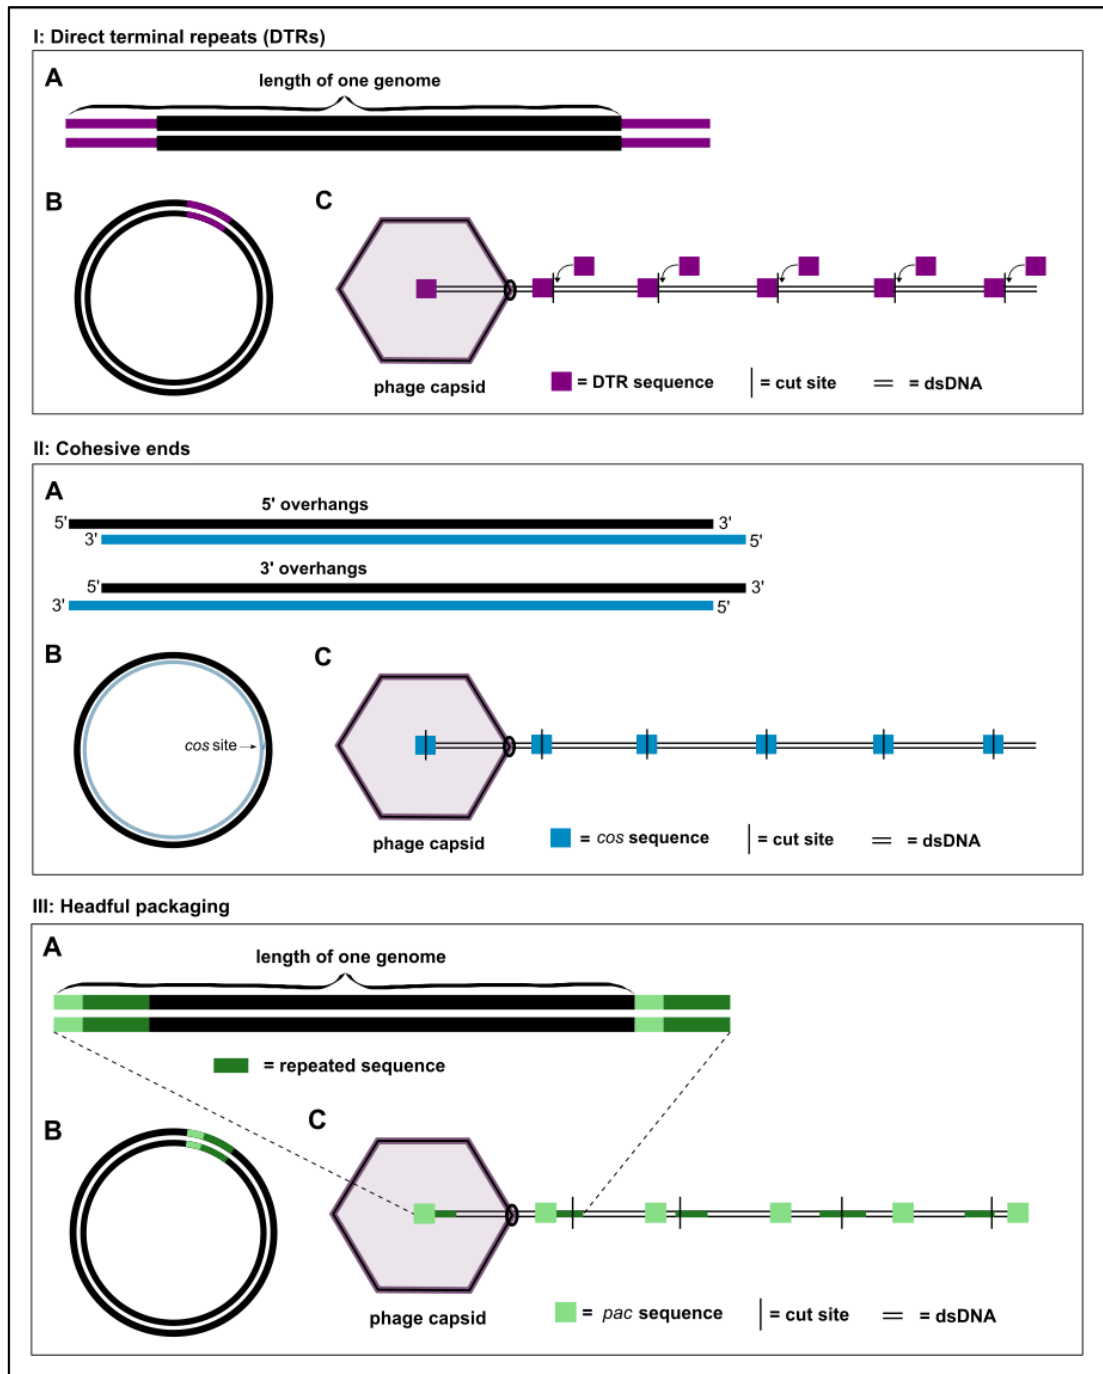 I: Direct terminal repeats (DTRs)
A
length of one genome
B
C
phage capsid
= DTR sequence
= cut site
= dsDNA
II: Cohesive ends
A
5' overhangs
5' 3'
3' 5'
3' overhangs
5' 3'
3' 5'
B
cos site
C
phage capsid
= cos sequence
= cut site
= dsDNA
III: Headful packaging
A
length of one genome
= repeated sequence
B
C
phage capsid
= pac sequence
= cut site
= dsDNA